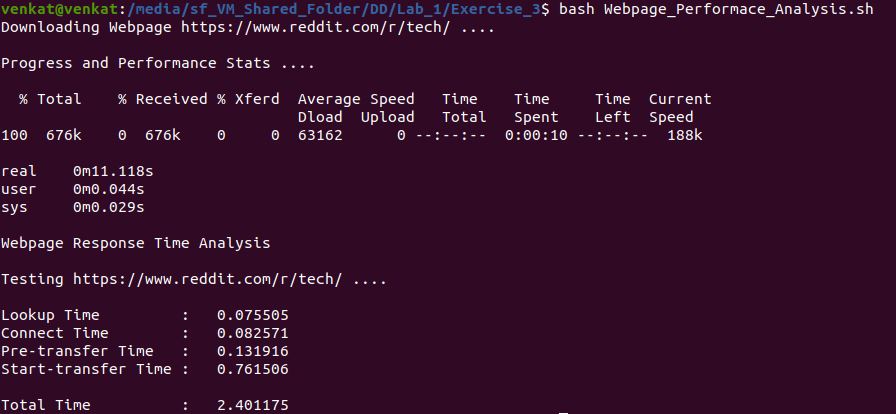 venkat@venkat:/media/sf_VM_Shared_Folder/DD/Lab_1/Exercise_3$ bash Webpage_Performace_Analysis.sh
Downloading Webpage https://www.reddit.com/r/tech/ ....
Progress and Performance Stats ....
  % Total    % Received % Xferd  Average Speed   Time    Time     Time  Current
                                 Dload  Upload   Total   Spent    Left  Speed
100  676k    0  676k    0     0  63162      0 --:--:--  0:00:10 --:--:--  188k
real    0m11.118s
user    0m0.044s
sys     0m0.029s
Webpage Response Time Analysis
Testing https://www.reddit.com/r/tech/ ....
Lookup Time         :   0.075505
Connect Time        :   0.082571
Pre-transfer Time   :   0.131916
Start-transfer Time :   0.761506
Total Time          :   2.401175